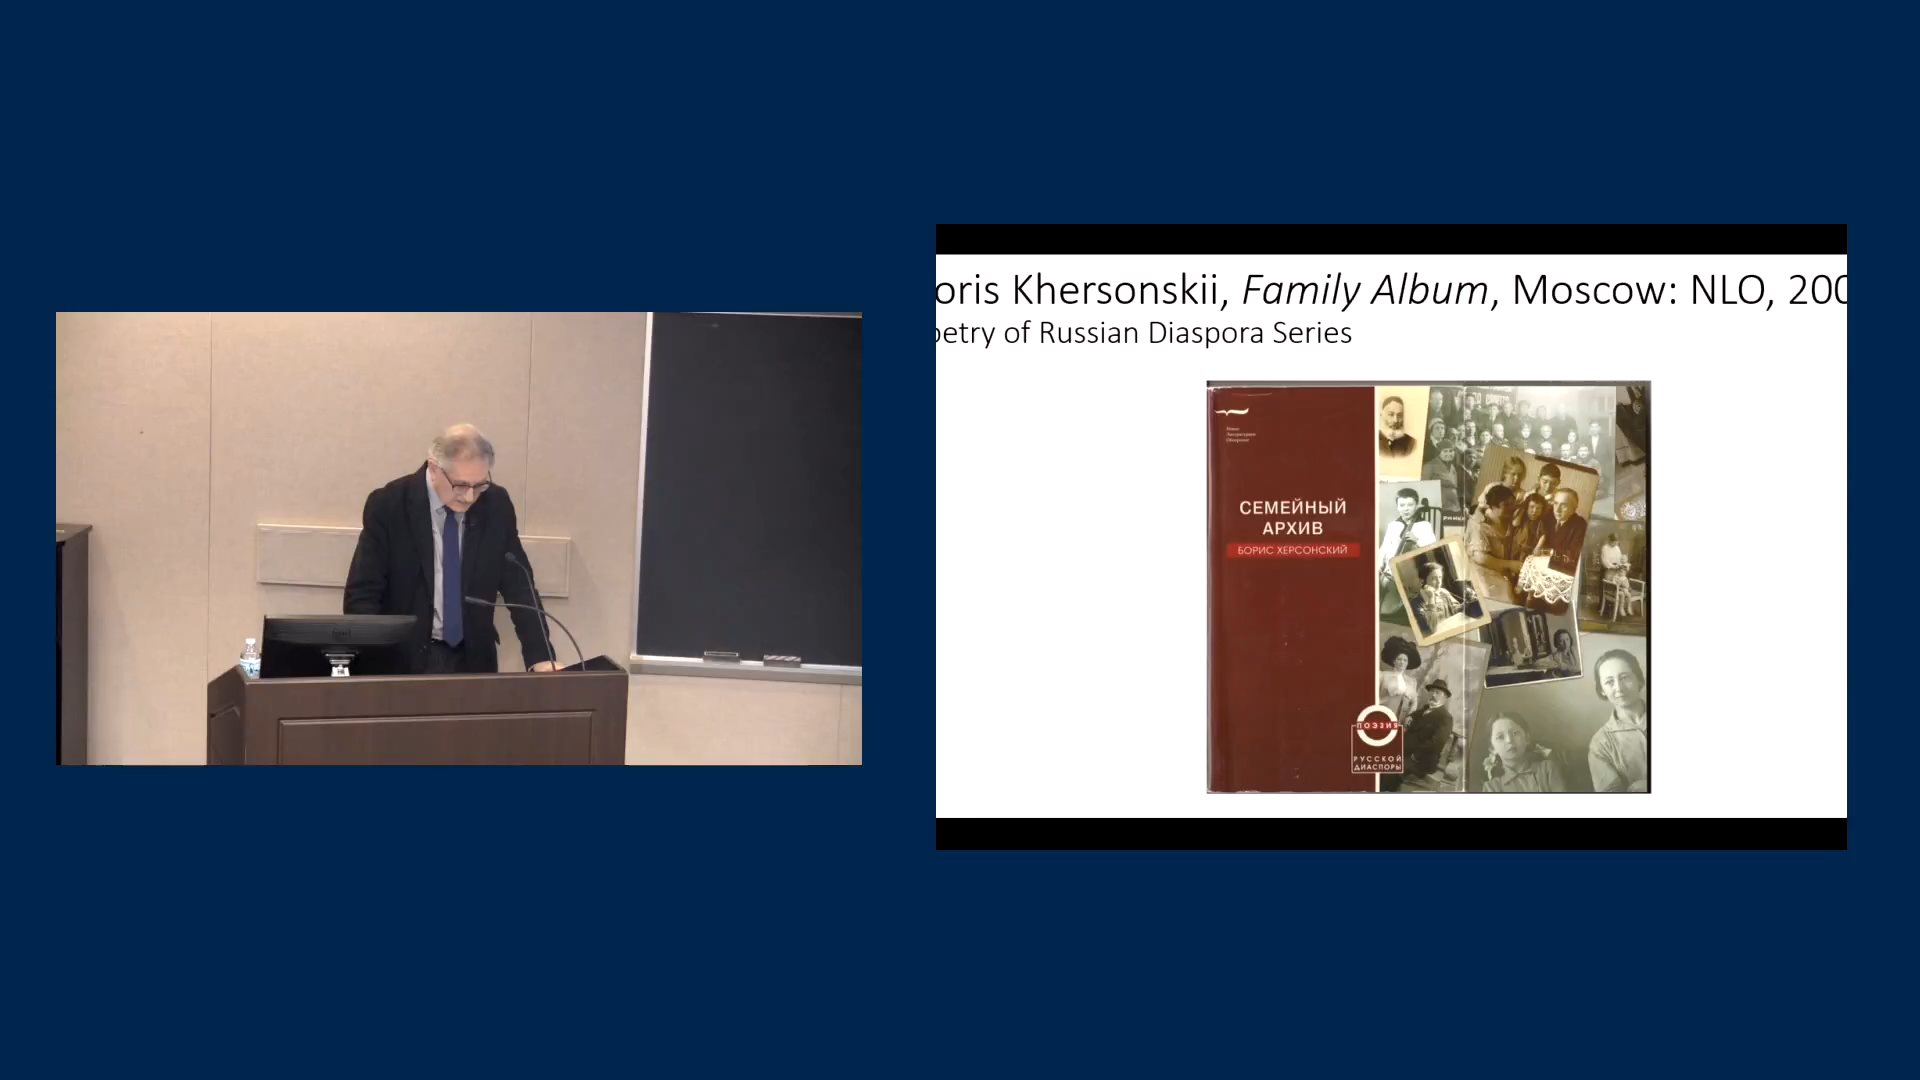 oris Khersonskii, Family Album, Moscow: NLO, 200
oetry of Russian Diaspora Series
СЕМЕЙНЫЙ
АРХИВ
БОРИС ХЕРСОНСКИЙ
ПОЭЗИЯ
РУССКОЙ
ДИАСПОРЫ